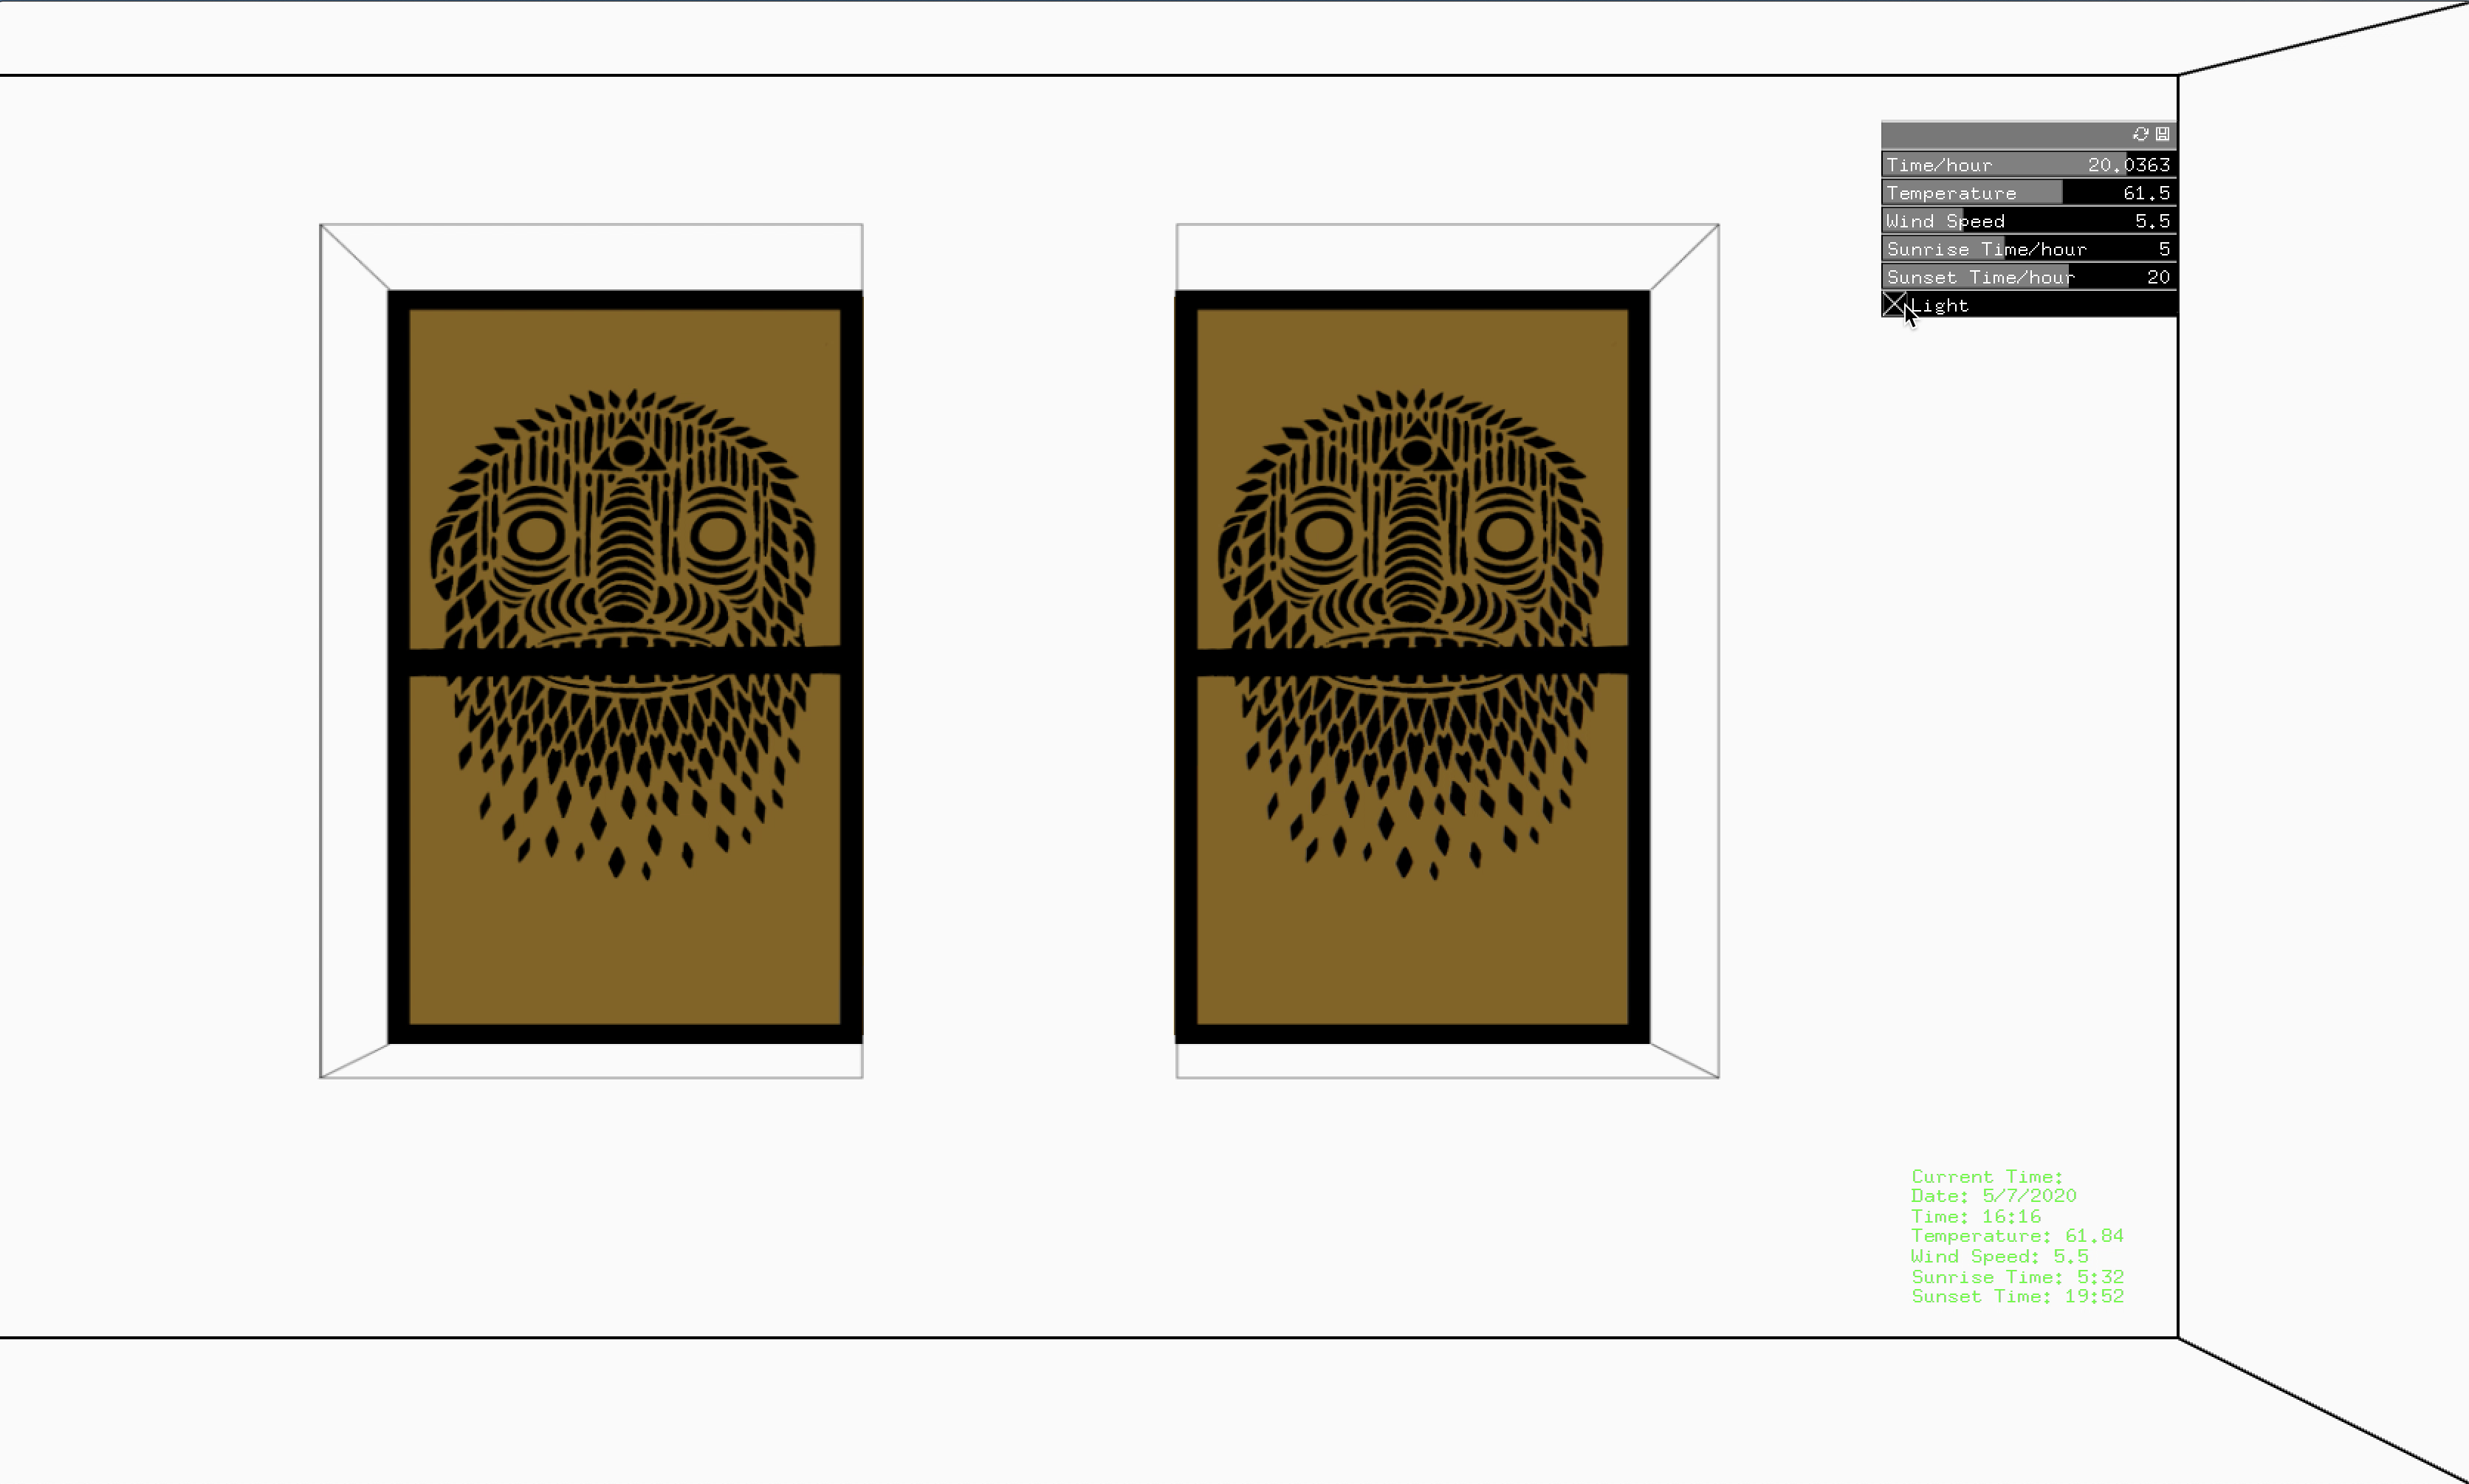 Time/hour 20.0363
Temperature 61.5
Wind Speed 5.5
Sunrise Time/hour 5
Sunset Time/hour 20
Light
Current Time:
Date: 5/7/2020
Time: 16:16
Temperature: 61.84
Wind Speed: 5.5
Sunrise Time: 5:32
Sunset Time: 19:52